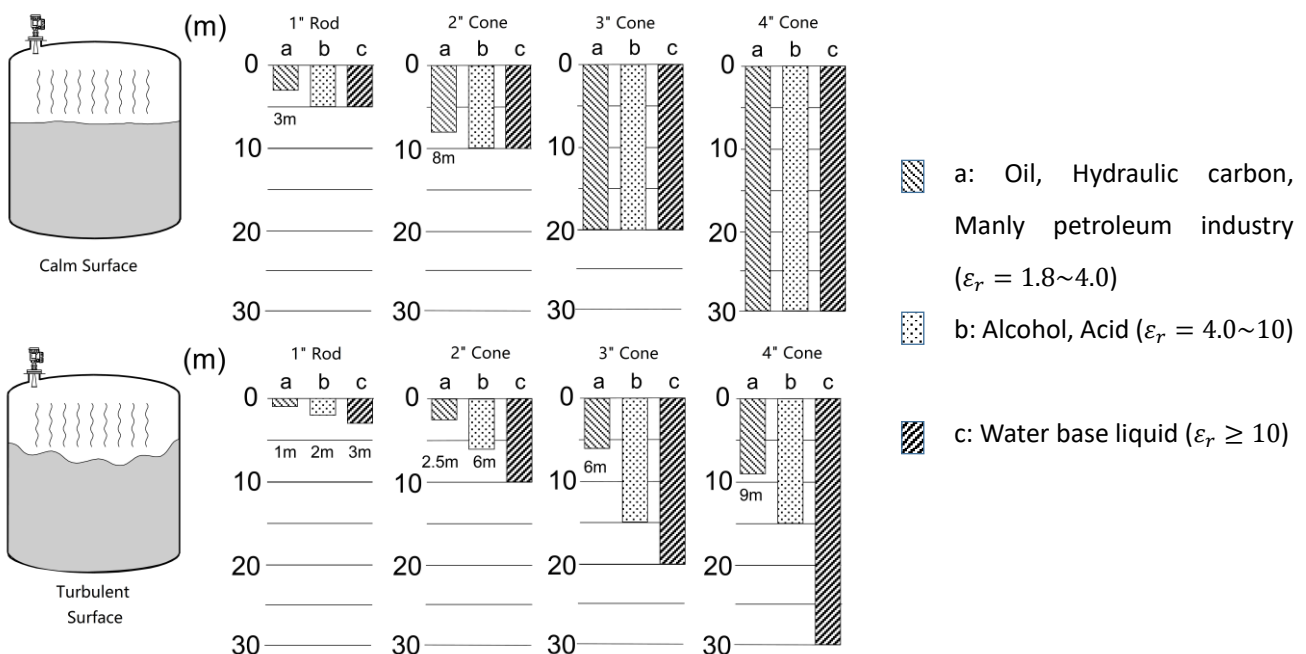 (m)
1" Rod
2" Cone
3" Cone
4" Cone
a b c
a b c
a b c
a b c
0
10
20
30
0
10
20
30
0
10
20
30
0
10
20
30
3m
8m
Calm Surface
(m)
1" Rod
2" Cone
3" Cone
4" Cone
a b c
a b c
a b c
a b c
0
10
20
30
0
10
20
30
0
10
20
30
0
10
20
30
1m 2m 3m
2.5m 6m
6m
9m
Turbulent
Surface
a: Oil, Hydraulic carbon,
Manly petroleum industry
(εr = 1.8~4.0)
b: Alcohol, Acid (εr = 4.0~10)
c: Water base liquid (εr ≥ 10)